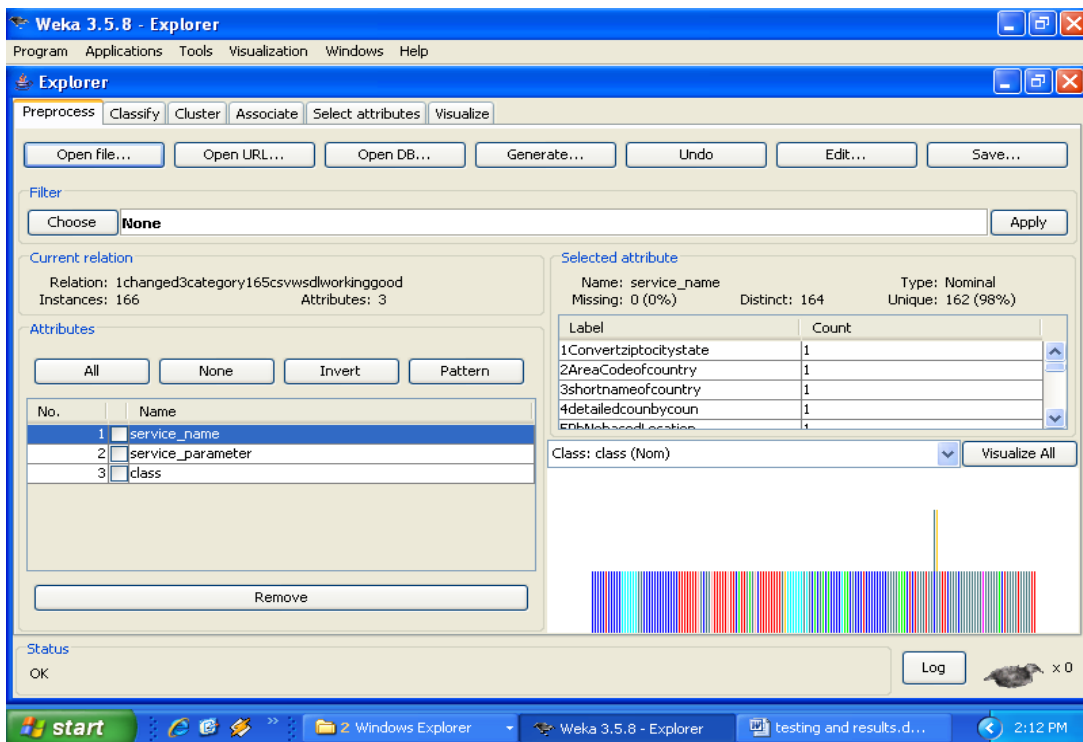 Weka 3.5.8 - Explorer
Program Applications Tools Visualization Windows Help
Explorer
Preprocess Classify Cluster Associate Select attributes Visualize
Open file... Open URL... Open DB... Generate... Undo Edit... Save...
Filter
Choose None Apply
Current relation
Relation: 1changed3category165csvwsdlworkinggood
Instances: 166 Attributes: 3
Attributes
All None Invert Pattern
No. Name
1 service_name
2 service_parameter
3 class
Remove
Selected attribute
Name: service_name Type: Nominal
Missing: 0 (0%) Distinct: 164 Unique: 162 (98%)
Label Count
1Convertziptocitystate 1
2AreaCodeofcountry 1
3shortnameofcountry 1
4detailedcounbycoun 1
Class: class (Nom) Visualize All
Status
OK
Log x 0
start 2 Windows Explorer Weka 3.5.8 - Explorer testing and results.d... 2:12 PM